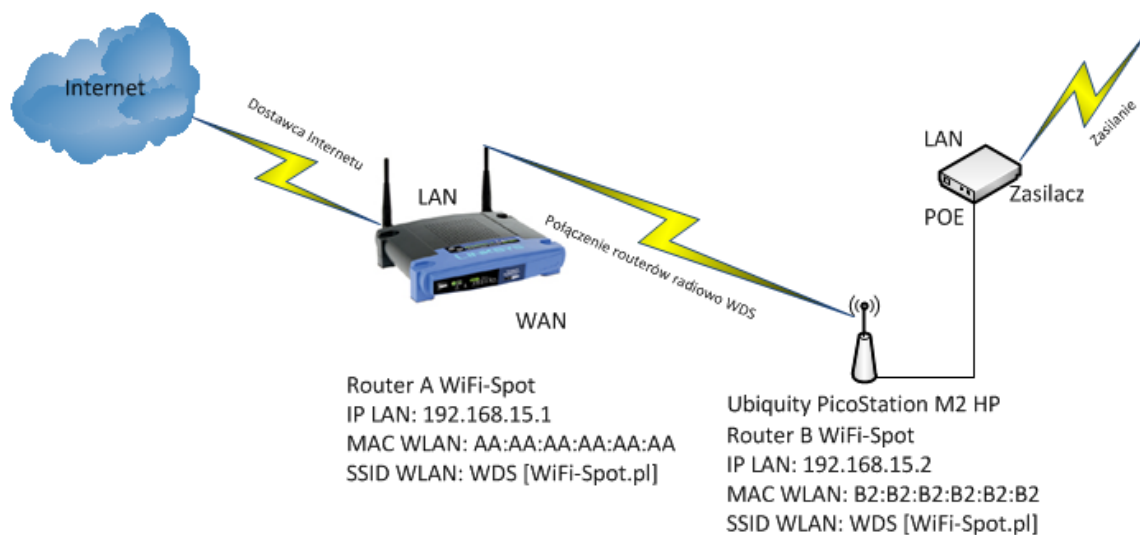 Internet
Dostawca Internetu
LAN
WAN
Połączenie routerów radiowo WDS
LAN
POE
Zasilacz
Zasilanie
Router A WiFi-Spot
IP LAN: 192.168.15.1
MAC WLAN: AA:AA:AA:AA:AA:AA
SSID WLAN: WDS [WiFi-Spot.pl]
Ubiquity PicoStation M2 HP
Router B WiFi-Spot
IP LAN: 192.168.15.2
MAC WLAN: B2:B2:B2:B2:B2:B2
SSID WLAN: WDS [WiFi-Spot.pl]